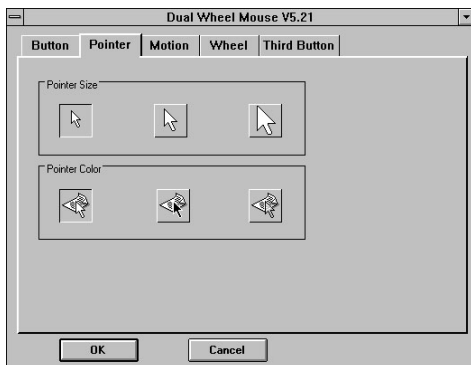 Dual Wheel Mouse V5.21
Button Pointer Motion Wheel Third Button
Pointer Size
Pointer Color
OK Cancel